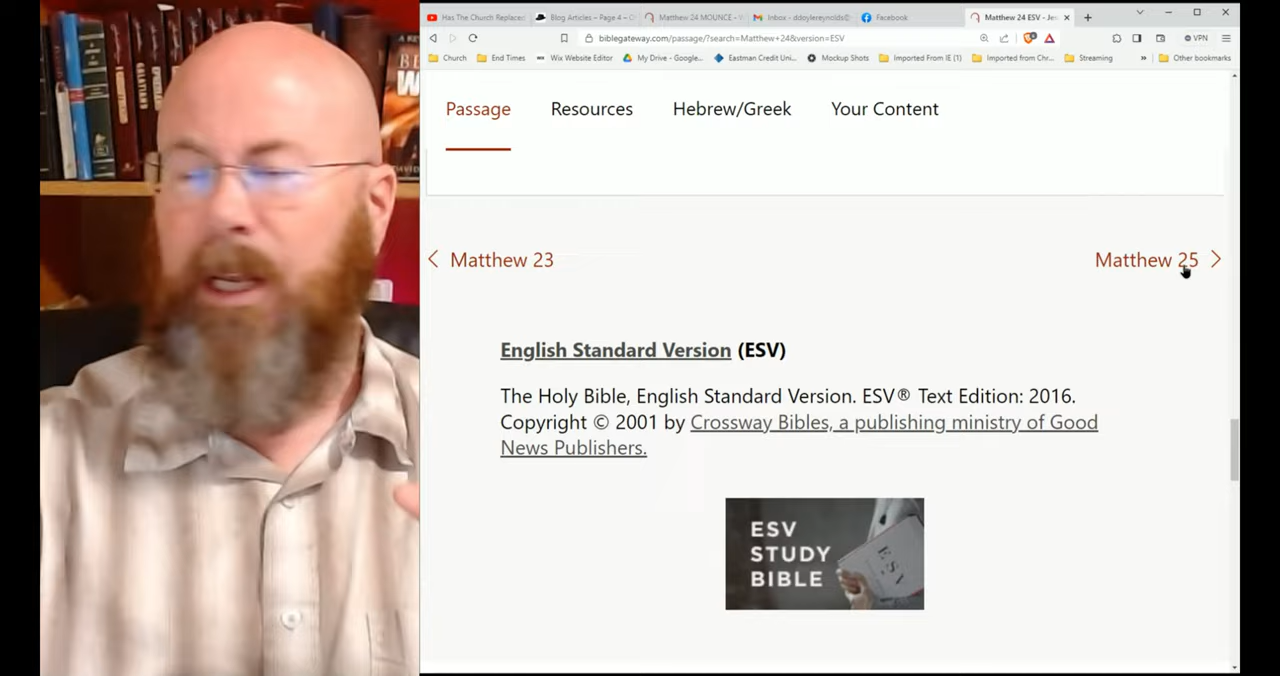 Has The Church Replaced
Blog Articles – Page 4 – C
Matthew 24 MOUNCE - V
Inbox - ddoylereynolds@
Facebook
Matthew 24 ESV - Jes
biblegateway.com/passage/?search=Matthew+24&version=ESV
VPN
Church
End Times
Wix Website Editor
My Drive - Google...
Eastman Credit Uni...
Mockup Shots
Imported From IE (1)
Imported from Chr...
Streaming
Other bookmarks
Passage
Resources
Hebrew/Greek
Your Content
Matthew 23
Matthew 25
English Standard Version (ESV)
The Holy Bible, English Standard Version. ESV® Text Edition: 2016.
Copyright © 2001 by Crossway Bibles, a publishing ministry of Good
News Publishers.
ESV
STUDY
BIBLE
GALATIANS